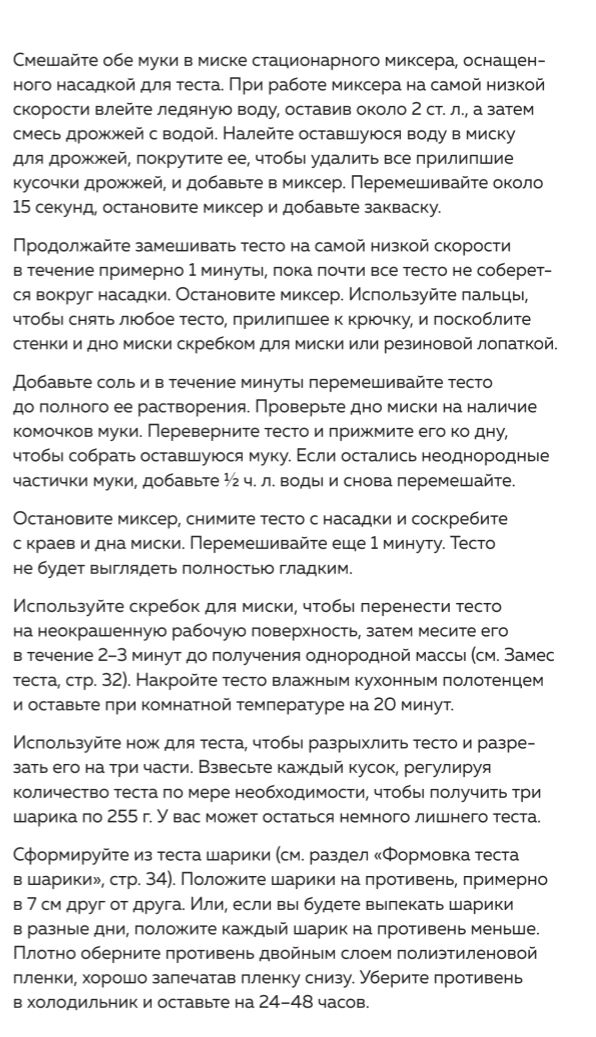 Смешайте обе муки в миске стационарного миксера, оснащен-
ного насадкой для теста. При работе миксера на самой низкой
скорости влейте ледяную воду, оставив около 2 ст. л., а затем
смесь дрожжей с водой. Налейте оставшуюся воду в миску
для дрожжей, покрутите ее, чтобы удалить все прилипшие
кусочки дрожжей, и добавьте в миксер. Перемешивайте около
15 секунд, остановите миксер и добавьте закваску.
Продолжайте замешивать тесто на самой низкой скорости
в течение примерно 1 минуты, пока почти все тесто не соберет-
ся вокруг насадки. Остановите миксер. Используйте пальцы,
чтобы снять любое тесто, прилипшее к крючку, и поскоблите
стенки и дно миски скребком для миски или резиновой лопаткой.
Добавьте соль и в течение минуты перемешивайте тесто
до полного ее растворения. Проверьте дно миски на наличие
комочков муки. Переверните тесто и прижмите его ко дну,
чтобы собрать оставшуюся муку. Если остались неоднородные
частички муки, добавьте ½ ч. л. воды и снова перемешайте.
Остановите миксер, снимите тесто с насадки и соскребите
с краев и дна миски. Перемешивайте еще 1 минуту. Тесто
не будет выглядеть полностью гладким.
Используйте скребок для миски, чтобы перенести тесто
на неокрашенную рабочую поверхность, затем месите его
в течение 2–3 минут до получения однородной массы (см. Замес
теста, стр. 32). Накройте тесто влажным кухонным полотенцем
и оставьте при комнатной температуре на 20 минут.
Используйте нож для теста, чтобы разрыхлить тесто и разре-
зать его на три части. Взвесьте каждый кусок, регулируя
количество теста по мере необходимости, чтобы получить три
шарика по 255 г. У вас может остаться немного лишнего теста.
Сформируйте из теста шарики (см. раздел «Формовка теста
в шарики», стр. 34). Положите шарики на противень, примерно
в 7 см друг от друга. Или, если вы будете выпекать шарики
в разные дни, положите каждый шарик на противень меньше.
Плотно оберните противень двойным слоем полиэтиленовой
пленки, хорошо запечатав пленку снизу. Уберите противень
в холодильник и оставьте на 24–48 часов.